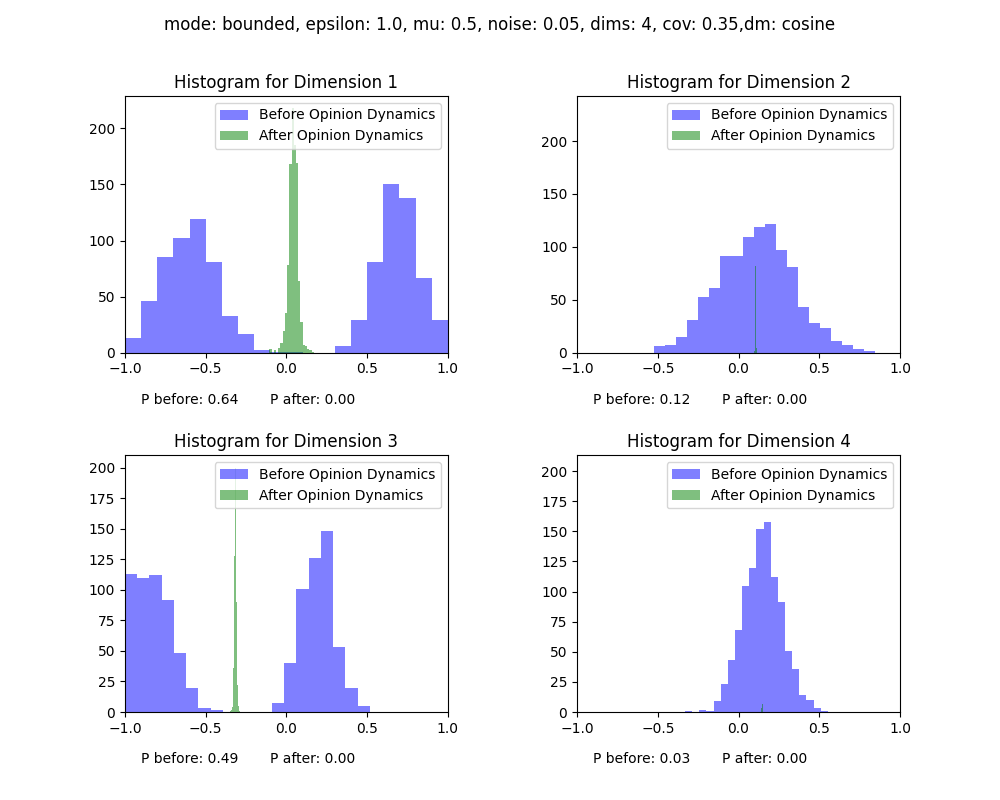 mode: bounded, epsilon: 1.0, mu: 0.5, noise: 0.05, dims: 4, cov: 0.35,dm: cosine
Histogram for Dimension 1
Before Opinion Dynamics
After Opinion Dynamics
200
150
100
50
0
−1.0 −0.5 0.0 0.5 1.0
P before: 0.64 P after: 0.00
Histogram for Dimension 2
Before Opinion Dynamics
After Opinion Dynamics
200
150
100
50
0
−1.0 −0.5 0.0 0.5 1.0
P before: 0.12 P after: 0.00
Histogram for Dimension 3
Before Opinion Dynamics
After Opinion Dynamics
200
175
150
125
100
75
50
25
0
−1.0 −0.5 0.0 0.5 1.0
P before: 0.49 P after: 0.00
Histogram for Dimension 4
Before Opinion Dynamics
After Opinion Dynamics
200
175
150
125
100
75
50
25
0
−1.0 −0.5 0.0 0.5 1.0
P before: 0.03 P after: 0.00